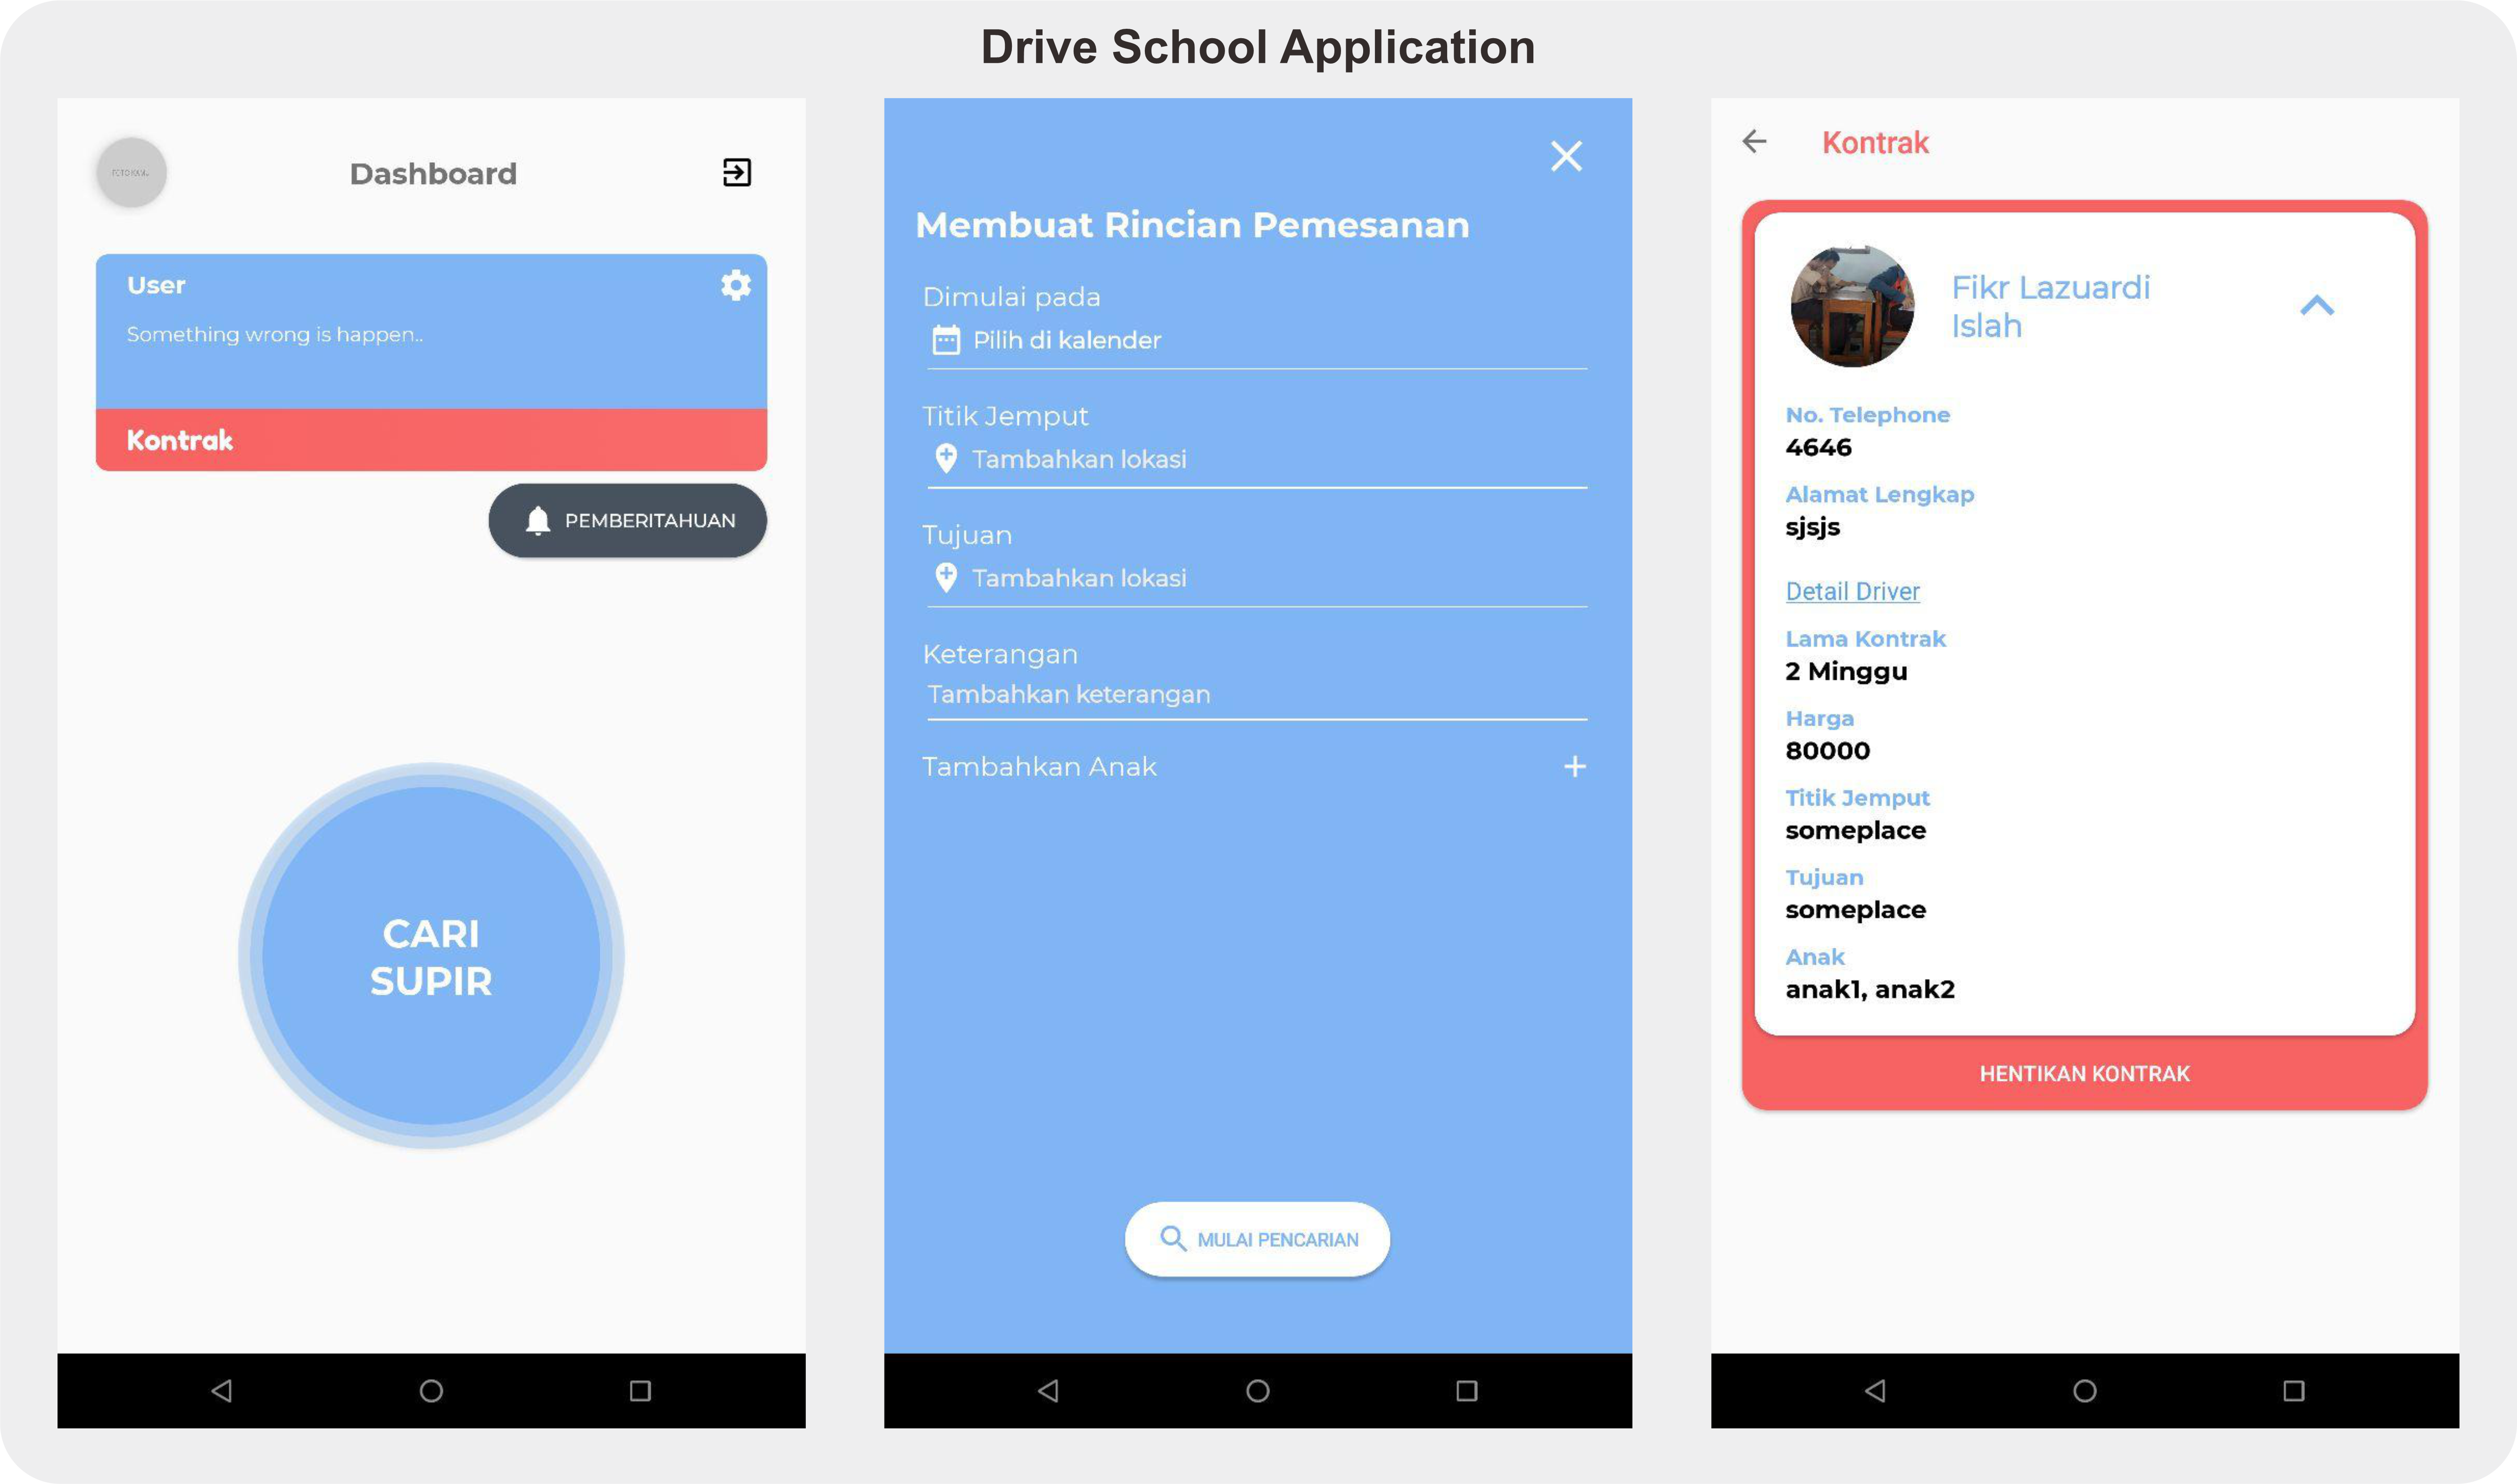 Drive School Application
Dashboard
User
Something wrong is happen..
Kontrak
PEMBERITAHUAN
CARI
SUPIR
Membuat Rincian Pemesanan
Dimulai pada
Pilih di kalender
Titik Jemput
Tambahkan lokasi
Tujuan
Tambahkan lokasi
Keterangan
Tambahkan keterangan
Tambahkan Anak
MULAI PENCARIAN
Kontrak
Fikr Lazuardi
Islah
No. Telephone
4646
Alamat Lengkap
sjsjs
Detail Driver
Lama Kontrak
2 Minggu
Harga
80000
Titik Jemput
someplace
Tujuan
someplace
Anak
anak1, anak2
HENTIKAN KONTRAK